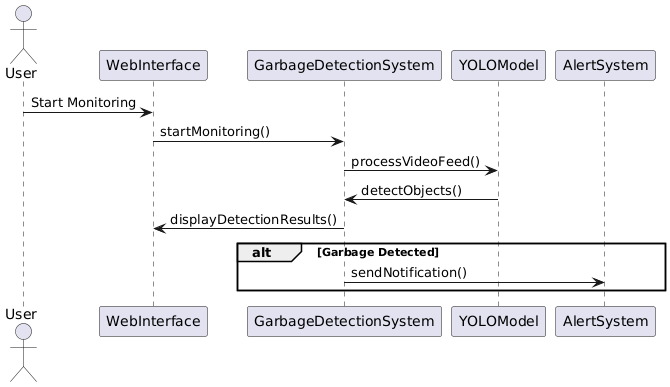 User
WebInterface
GarbageDetectionSystem
YOLOModel
AlertSystem
Start Monitoring
startMonitoring()
processVideoFeed()
detectObjects()
displayDetectionResults()
alt
[Garbage Detected]
sendNotification()
User
WebInterface
GarbageDetectionSystem
YOLOModel
AlertSystem